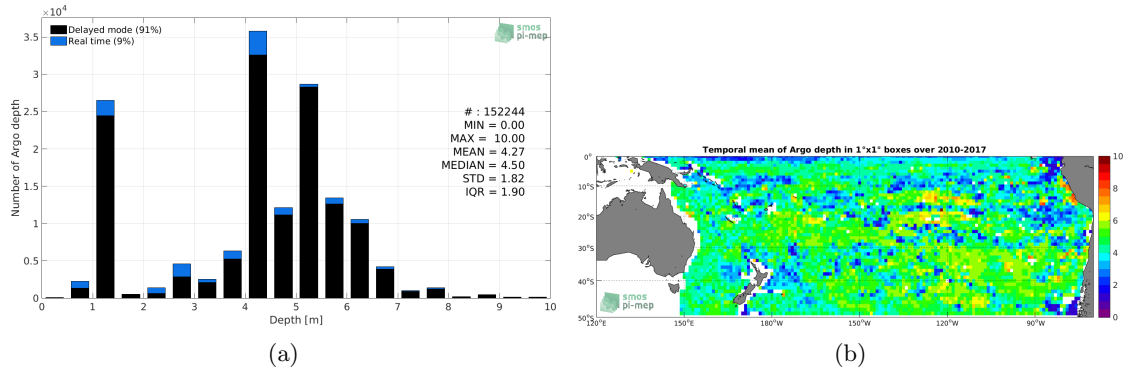 ×10⁴
Delayed mode (91%)
Real time (9%)
smos
pi-mep
3.5
3
2.5
2
1.5
1
0.5
0
Number of Argo depth
# : 152244
MIN = 0.00
MAX = 10.00
MEAN = 4.27
MEDIAN = 4.50
STD = 1.82
IQR = 1.90
0 1 2 3 4 5 6 7 8 9 10
Depth [m]
(a)
Temporal mean of Argo depth in 1°x1° boxes over 2010-2017
0°
10°S
20°S
30°S
40°S
50°S
smos
pi-mep
120°E 150°E 180°W 150°W 120°W 90°W
10
8
6
4
2
0
(b)